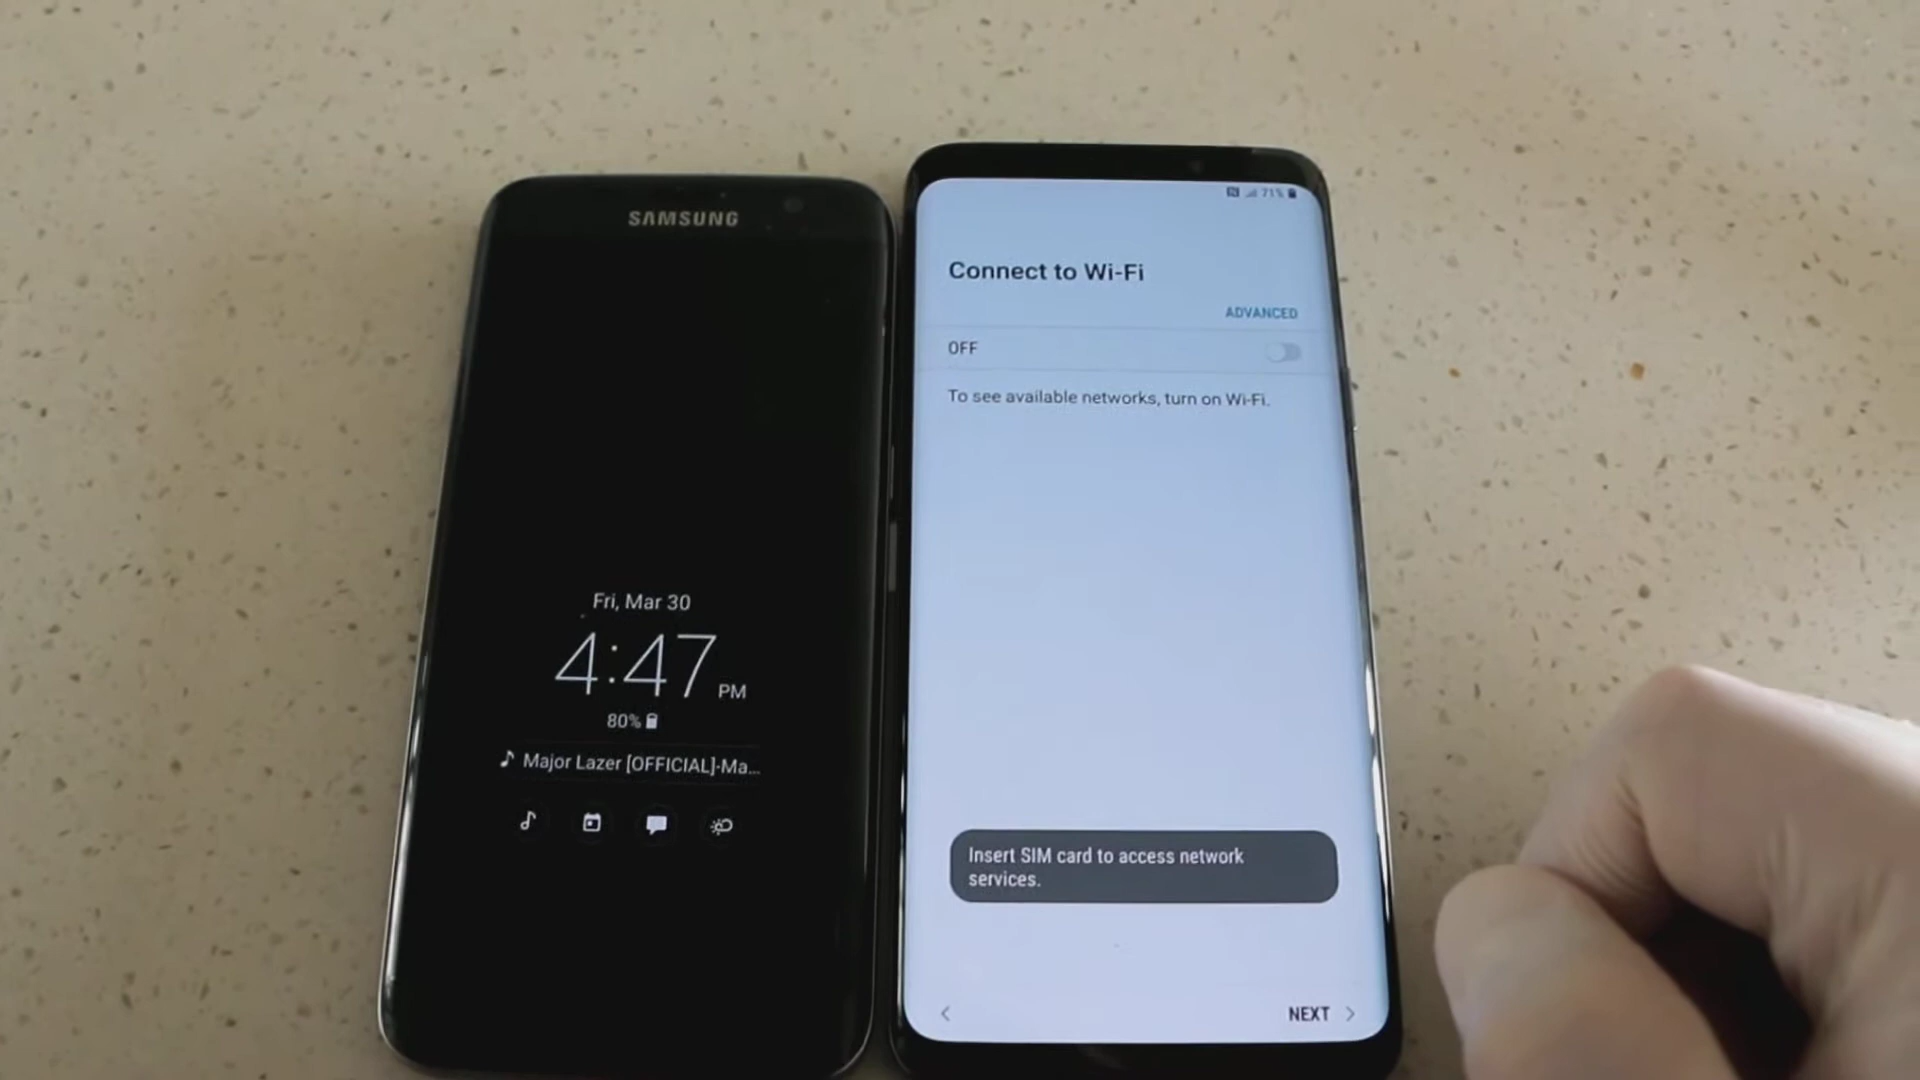 SAMSUNG
Fri, Mar 30
4:47 PM
80%
Major Lazer [OFFICIAL]-Ma...
71%
Connect to Wi-Fi
ADVANCED
OFF
To see available networks, turn on Wi-Fi.
Insert SIM card to access network
services.
NEXT